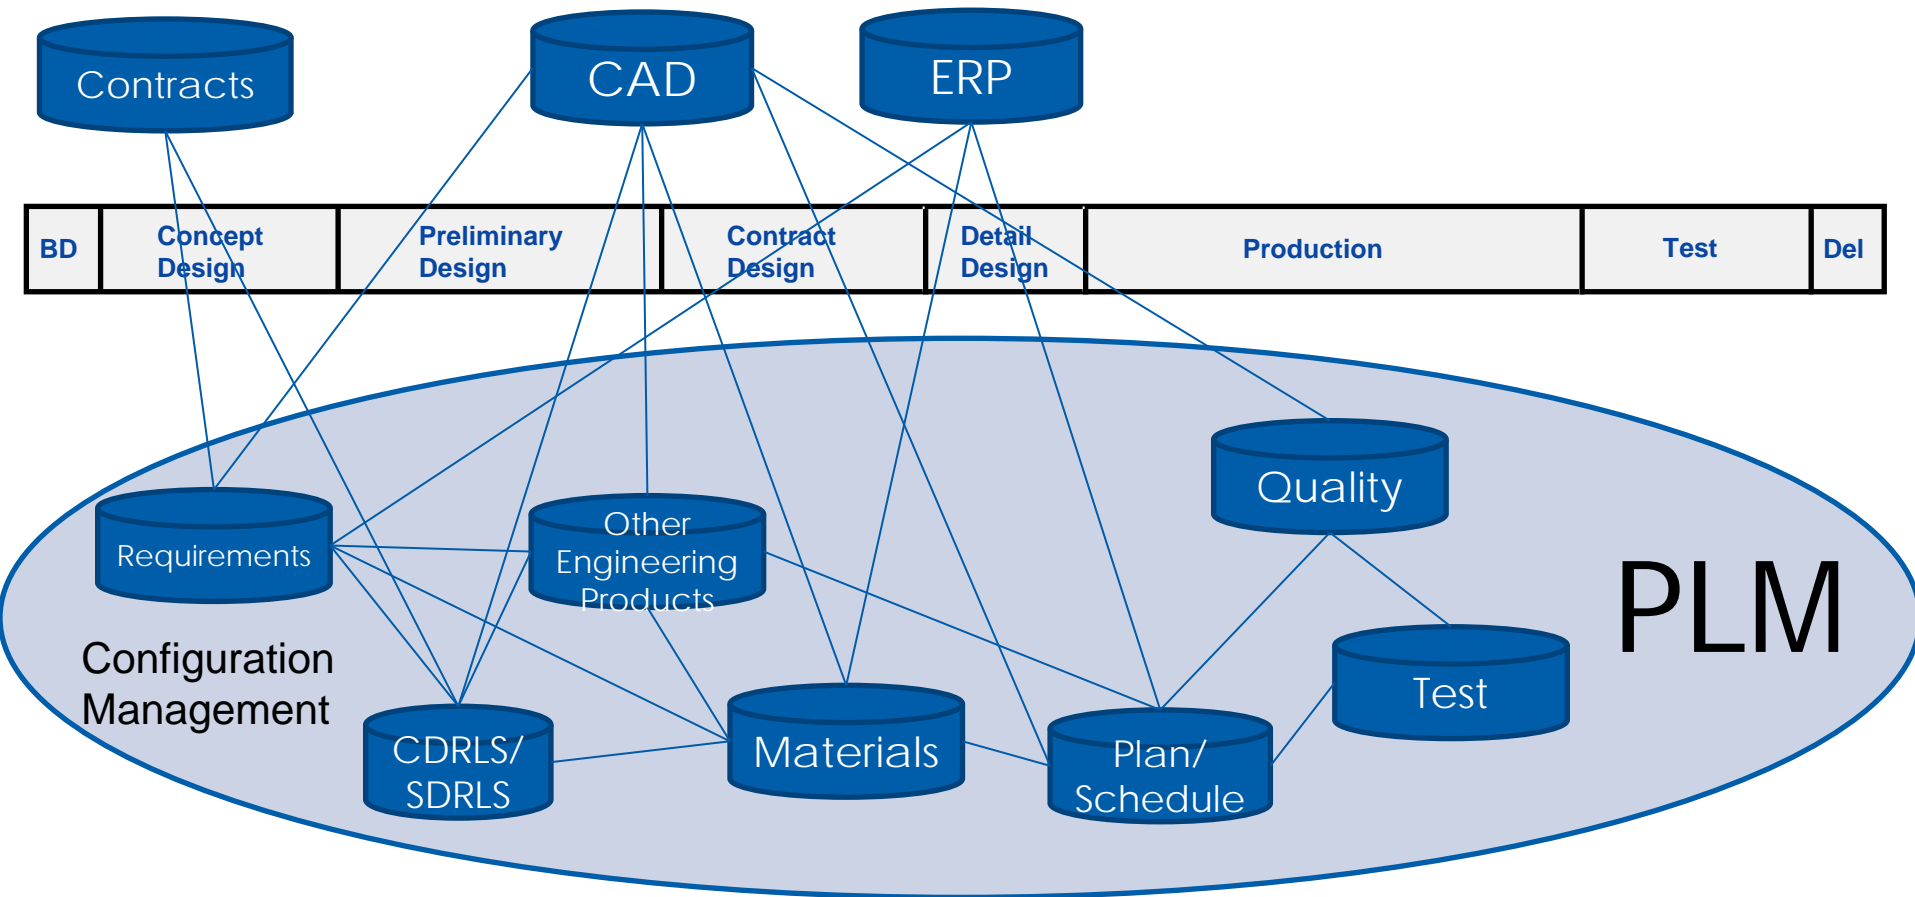 Contracts
CAD
ERP
BD
Concept
Design
Preliminary
Design
Contract
Design
Detail
Design
Production
Test
Del
Quality
Requirements
Other
Engineering
Products
PLM
Configuration
Management
Test
CDRLS/
SDRLS
Materials
Plan/
Schedule